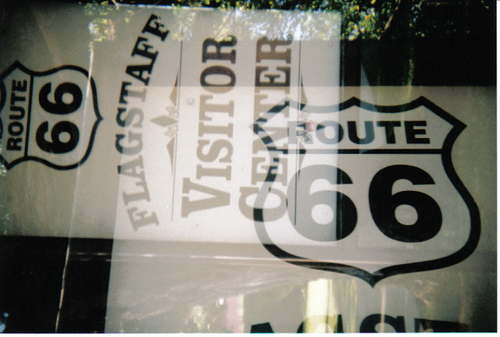 ROUTE
66
FLAGSTAFF
VISITOR
CENTER
ROUTE
66